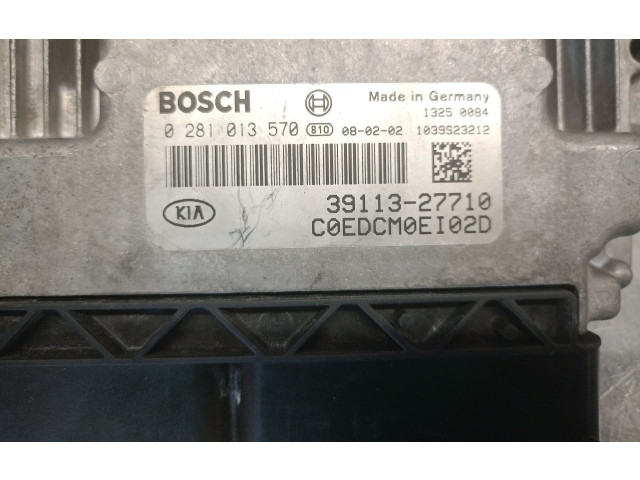 BOSCH Made in Germany
1325 0084
0 281 013 570 810 08-02-02 1039S23212
KIA 39113-27710
C0EDCM0EI02D